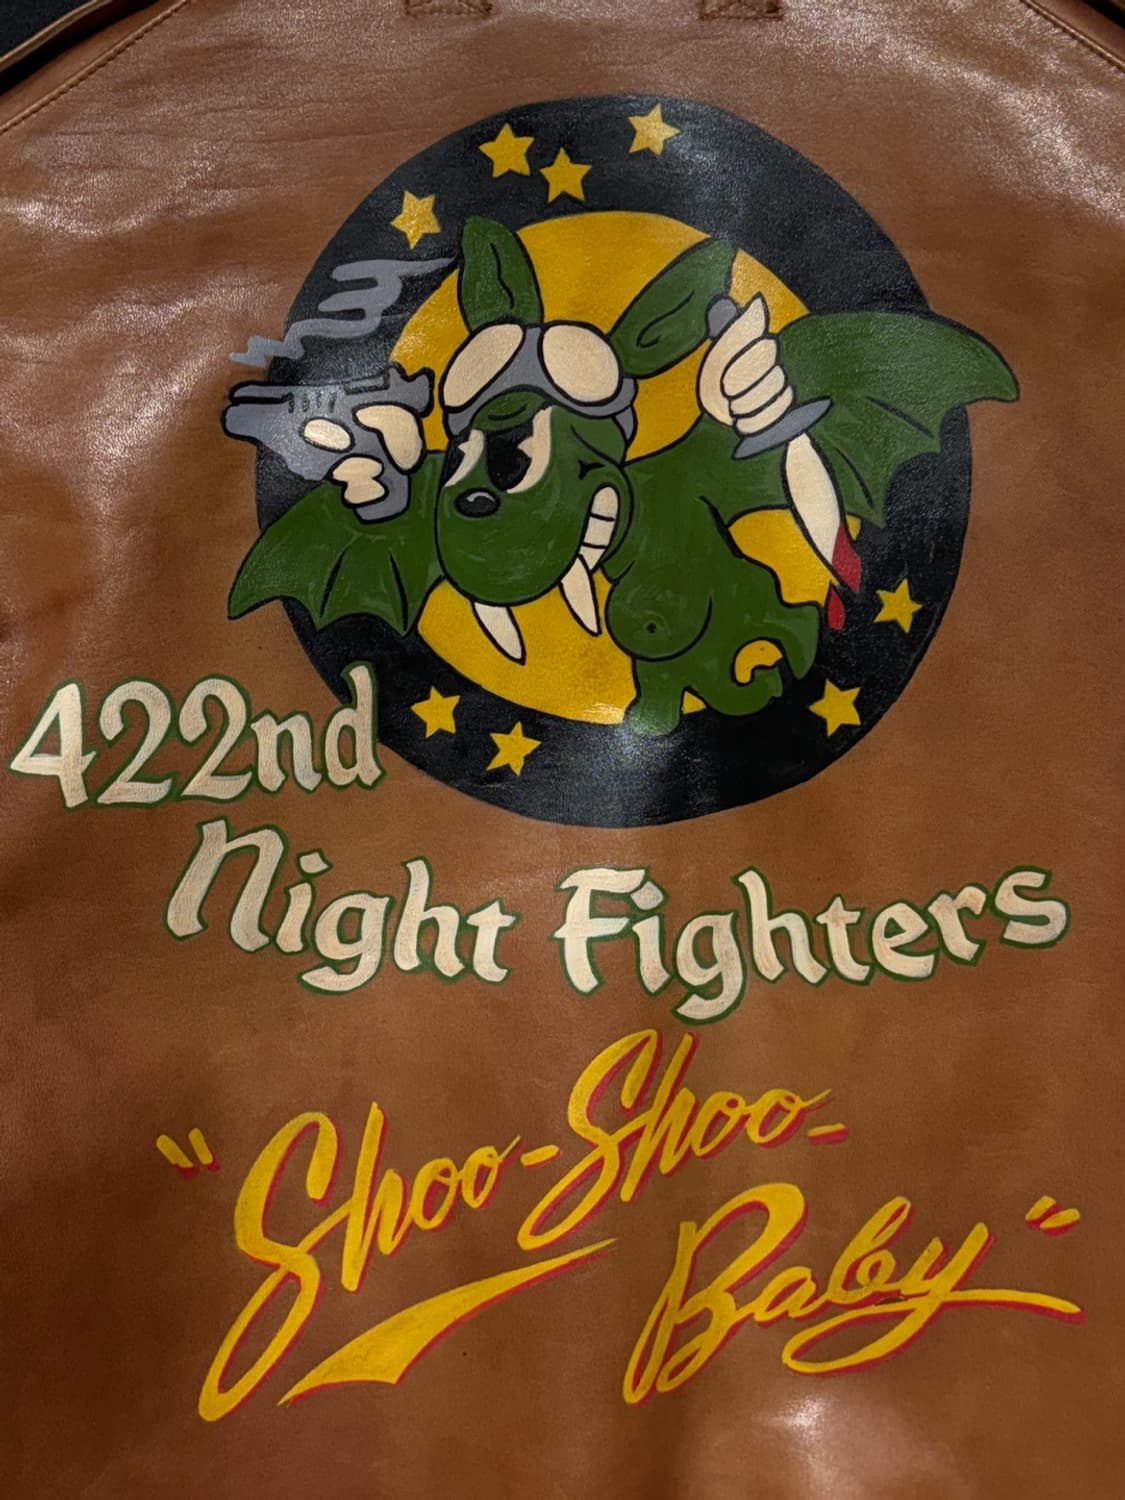 422nd
Night Fighters
"Shoo-Shoo-
Baby"